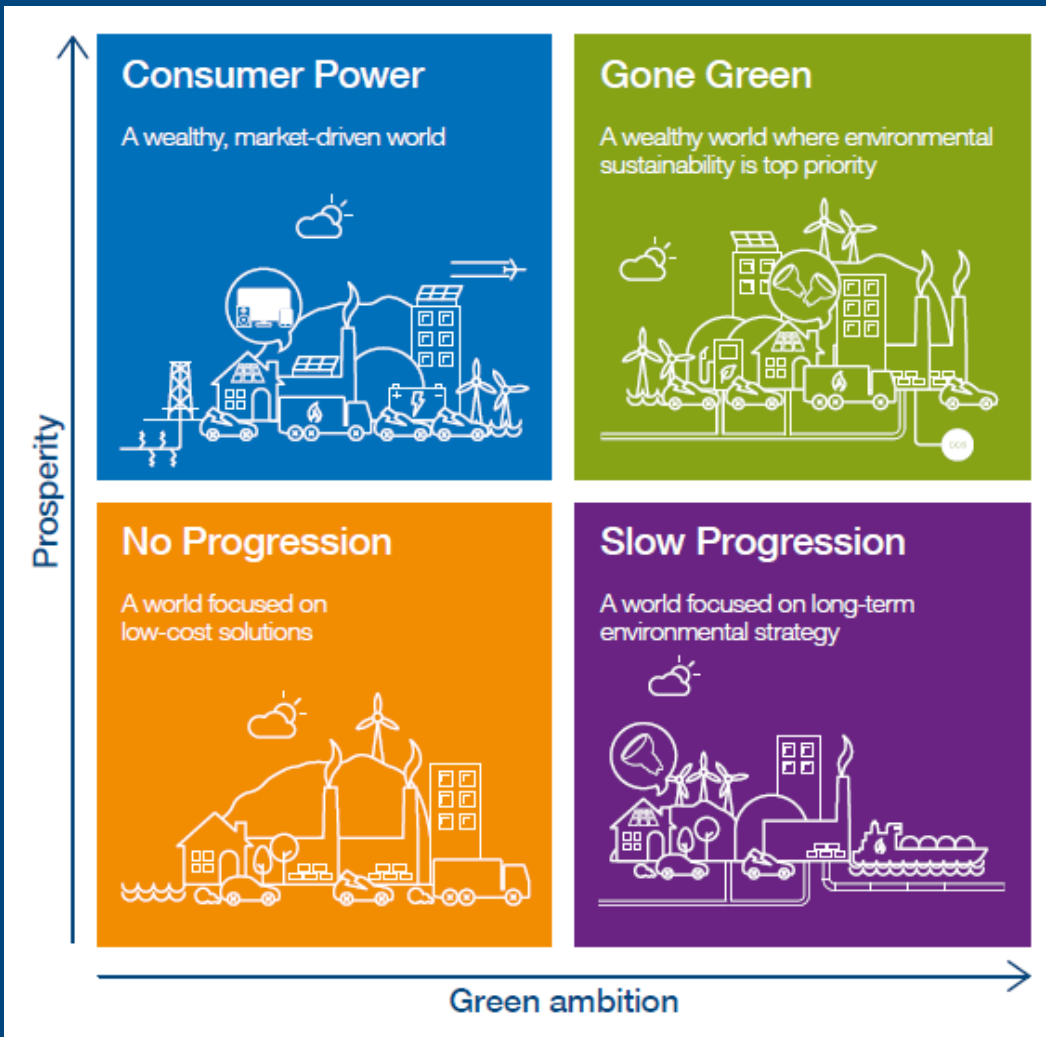 Consumer Power
A wealthy, market-driven world
Gone Green
A wealthy world where environmental
sustainability is top priority
No Progression
A world focused on
low-cost solutions
Slow Progression
A world focused on long-term
environmental strategy
Prosperity
Green ambition